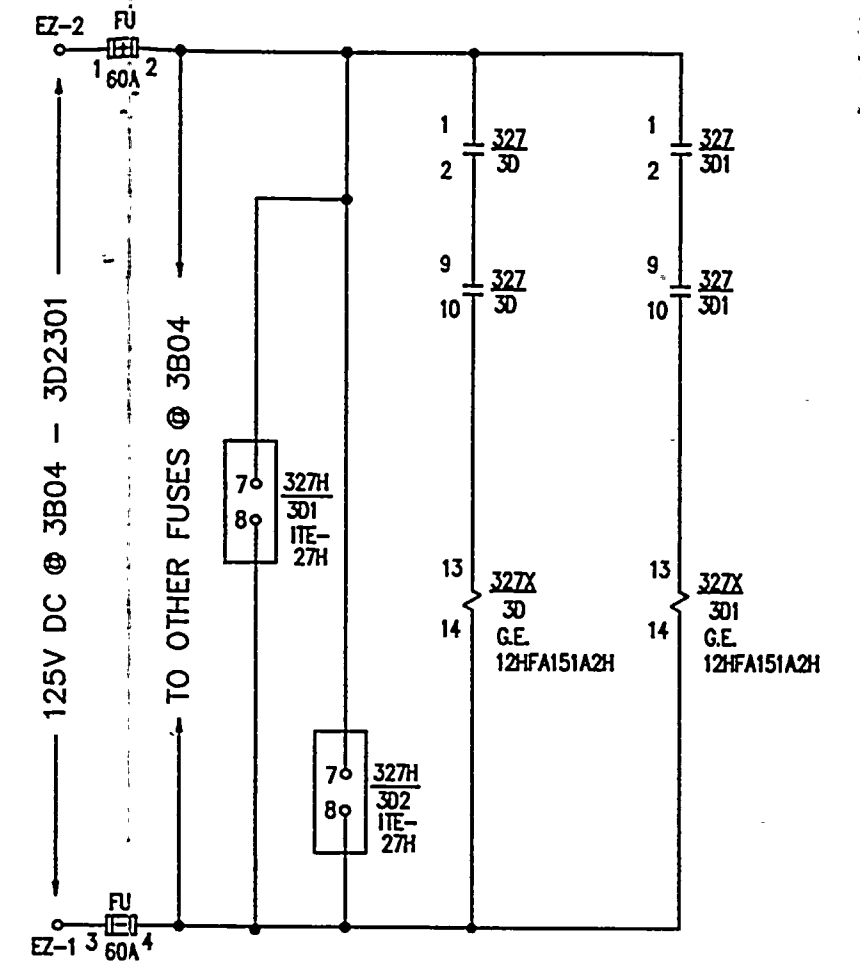 EZ-2
FU
1 2
60A
125V DC @ 3B04 - 3D2301
TO OTHER FUSES @ 3B04
1
2
327
3D
1
2
327
3D1
9
10
327
3D
9
10
327
3D1
7
8
327H
3D1
ITE-
27H
13
14
327X
3D
G.E.
12HFA151A2H
13
14
327X
3D1
G.E.
12HFA151A2H
7
8
327H
3D2
ITE-
27H
FU
EZ-1 3 60A 4